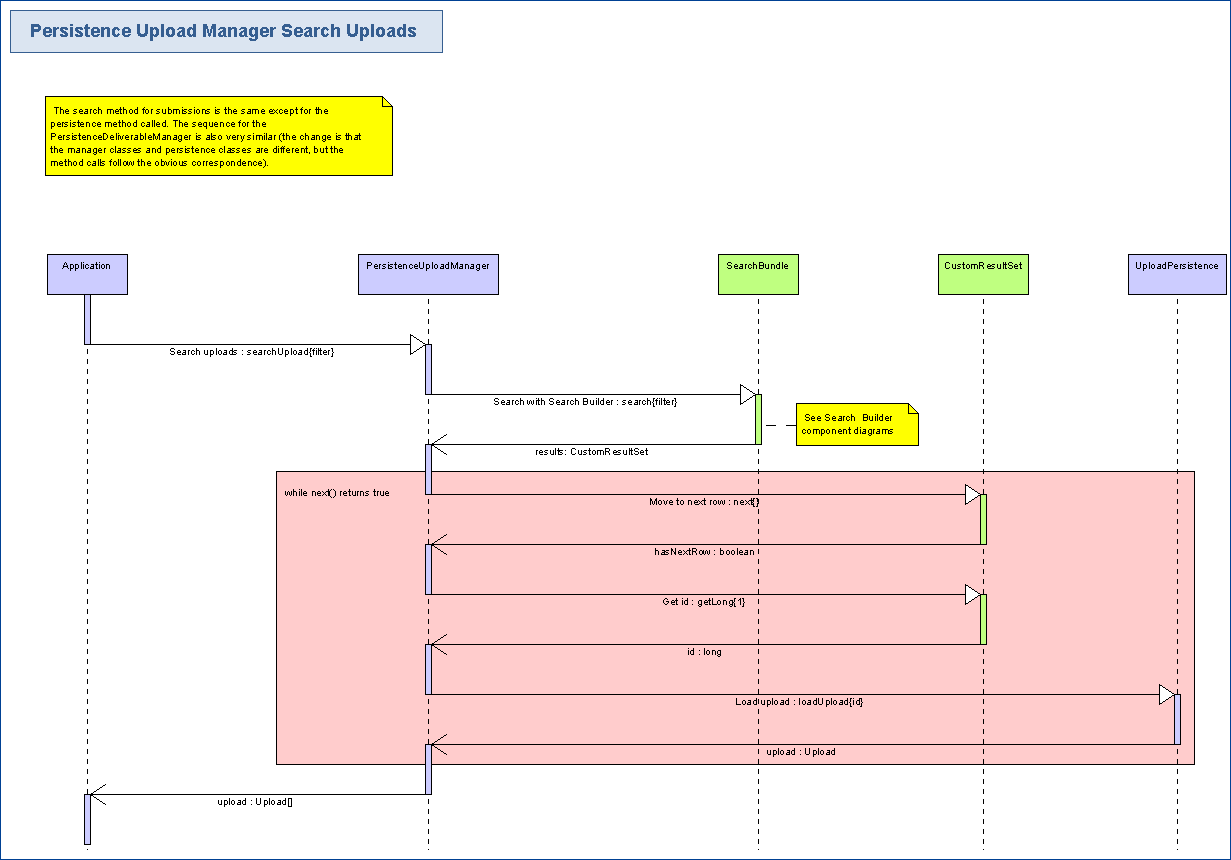 Persistence Upload Manager Search Uploads
The search method for submissions is the same except for the
persistence method called. The sequence for the
PersistenceDeliverableManager is also very similar (the change is that
the manager classes and persistence classes are different, but the
method calls follow the obvious correspondence).
Application
PersistenceUploadManager
SearchBundle
CustomResultSet
UploadPersistence
Search uploads : searchUpload{filter}
Search with Search Builder : search{filter}
See Search Builder
component diagrams
results: CustomResultSet
while next() returns true
Move to next row : next{}
hasNextRow : boolean
Get id : getLong{1}
id : long
Load upload : loadUpload{id}
upload : Upload
upload : Upload[]